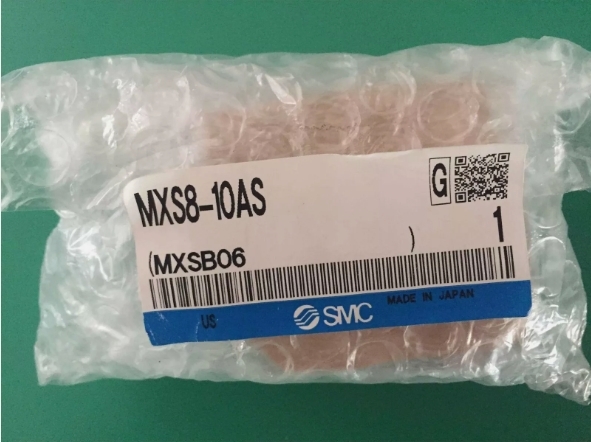 MXS8-10AS
G
(MXSB06 )
1
US
SMC
MADE IN JAPAN